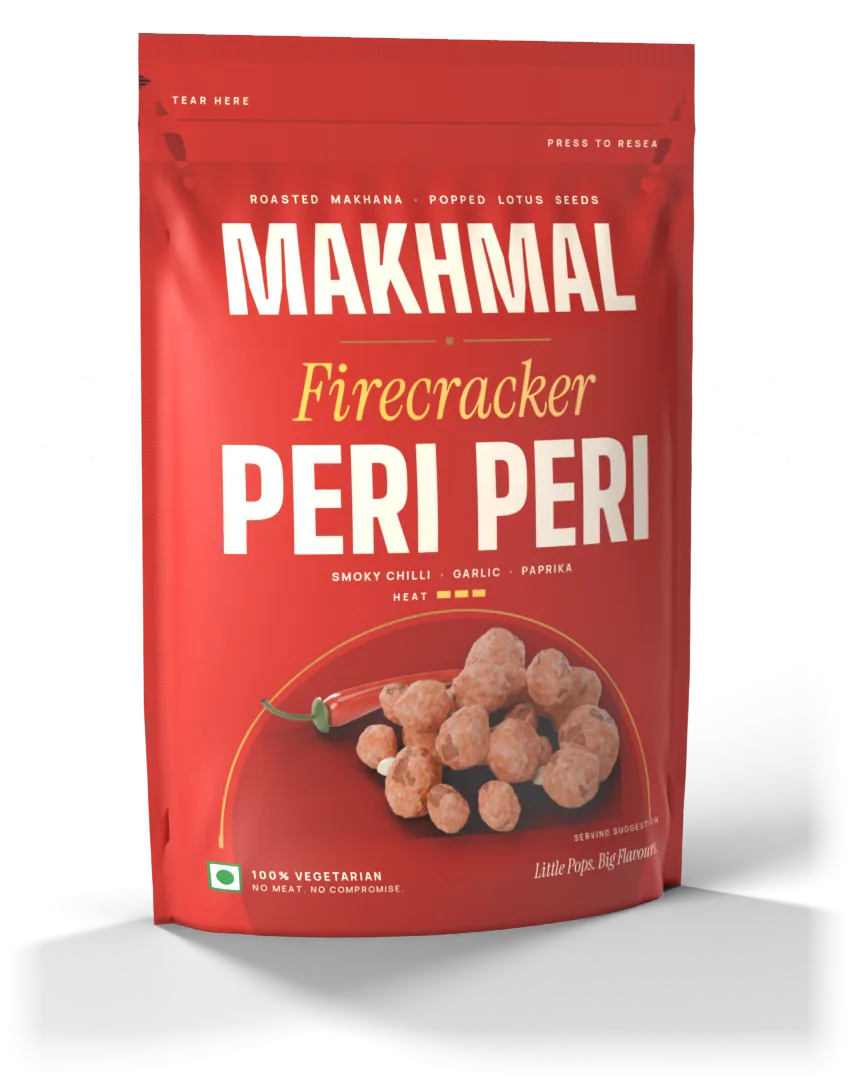 TEAR HERE
PRESS TO RESEA
ROASTED MAKHANA · POPPED LOTUS SEEDS
MAKHMAL
Firecracker
PERI PERI
SMOKY CHILLI · GARLIC · PAPRIKA
HEAT
SERVING SUGGESTION
Little Pops. Big Flavours.
100% VEGETARIAN
NO MEAT. NO COMPROMISE.